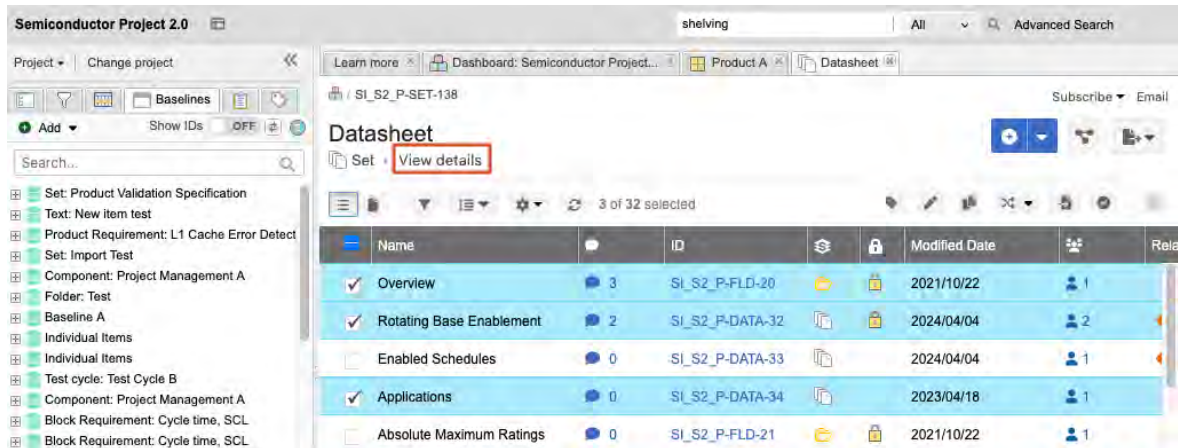 Semiconductor Project 2.0
shelving
All
Advanced Search
Project
Change project
Learn more
Dashboard: Semiconductor Project...
Product A
Datasheet
Baselines
SI_S2_P-SET-138
Subscribe
Email
Add
Show IDs
OFF
Datasheet
Set
View details
Search...
3 of 32 selected
Set: Product Validation Specification
Text: New item test
Product Requirement: L1 Cache Error Detect
Set: Import Test
Component: Project Management A
Folder: Test
Baseline A
Individual Items
Individual Items
Test cycle: Test Cycle B
Component: Project Management A
Block Requirement: Cycle time, SCL
Block Requirement: Cycle time, SCL
Name ID Modified Date Rela
Overview 3 SI_S2_P-FLD-20 2021/10/22 1
Rotating Base Enablement 2 SI_S2_P-DATA-32 2024/04/04 2
Enabled Schedules 0 SI_S2_P-DATA-33 2024/04/04 1
Applications 0 SI_S2_P-DATA-34 2023/04/18 1
Absolute Maximum Ratings 0 SI_S2_P-FLD-21 2021/10/22 1